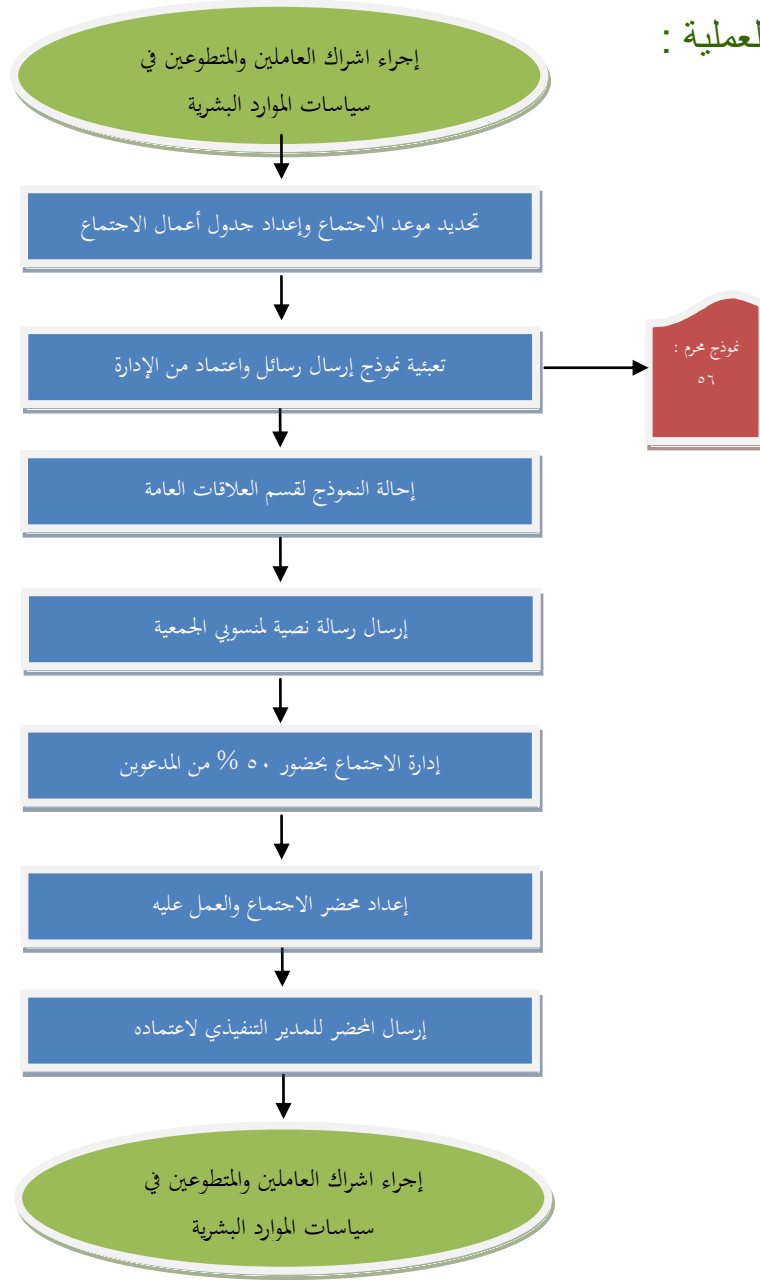 لعملية :
إجراء اشراك العاملين والمتطوعين في
سياسات الموارد البشرية
تحديد موعد الاجتماع وإعداد جدول أعمال الاجتماع
تعبئية نموذج إرسال رسائل واعتماد من الإدارة
نموذج محرم :
٥٦
إحالة النموذج لقسم العلاقات العامة
إرسال رسالة نصية لمنسوبي الجمعية
إدارة الاجتماع بحضور ٥٠ % من المدعوين
إعداد محضر الاجتماع والعمل عليه
إرسال المحضر للمدير التنفيذي لاعتماده
إجراء اشراك العاملين والمتطوعين في
سياسات الموارد البشرية